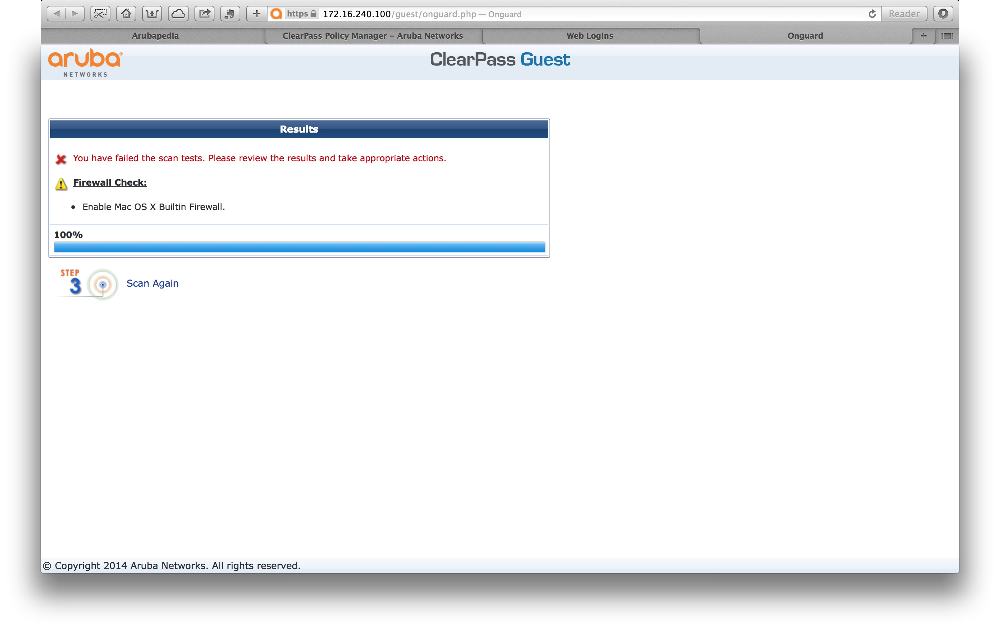 https 172.16.240.100/guest/onguard.php — Onguard
Reader
Arubapedia
ClearPass Policy Manager – Aruba Networks
Web Logins
Onguard
aruba®
NETWORKS
ClearPass Guest
Results
You have failed the scan tests. Please review the results and take appropriate actions.
Firewall Check:
• Enable Mac OS X Builtin Firewall.
100%
STEP
3
Scan Again
© Copyright 2014 Aruba Networks. All rights reserved.